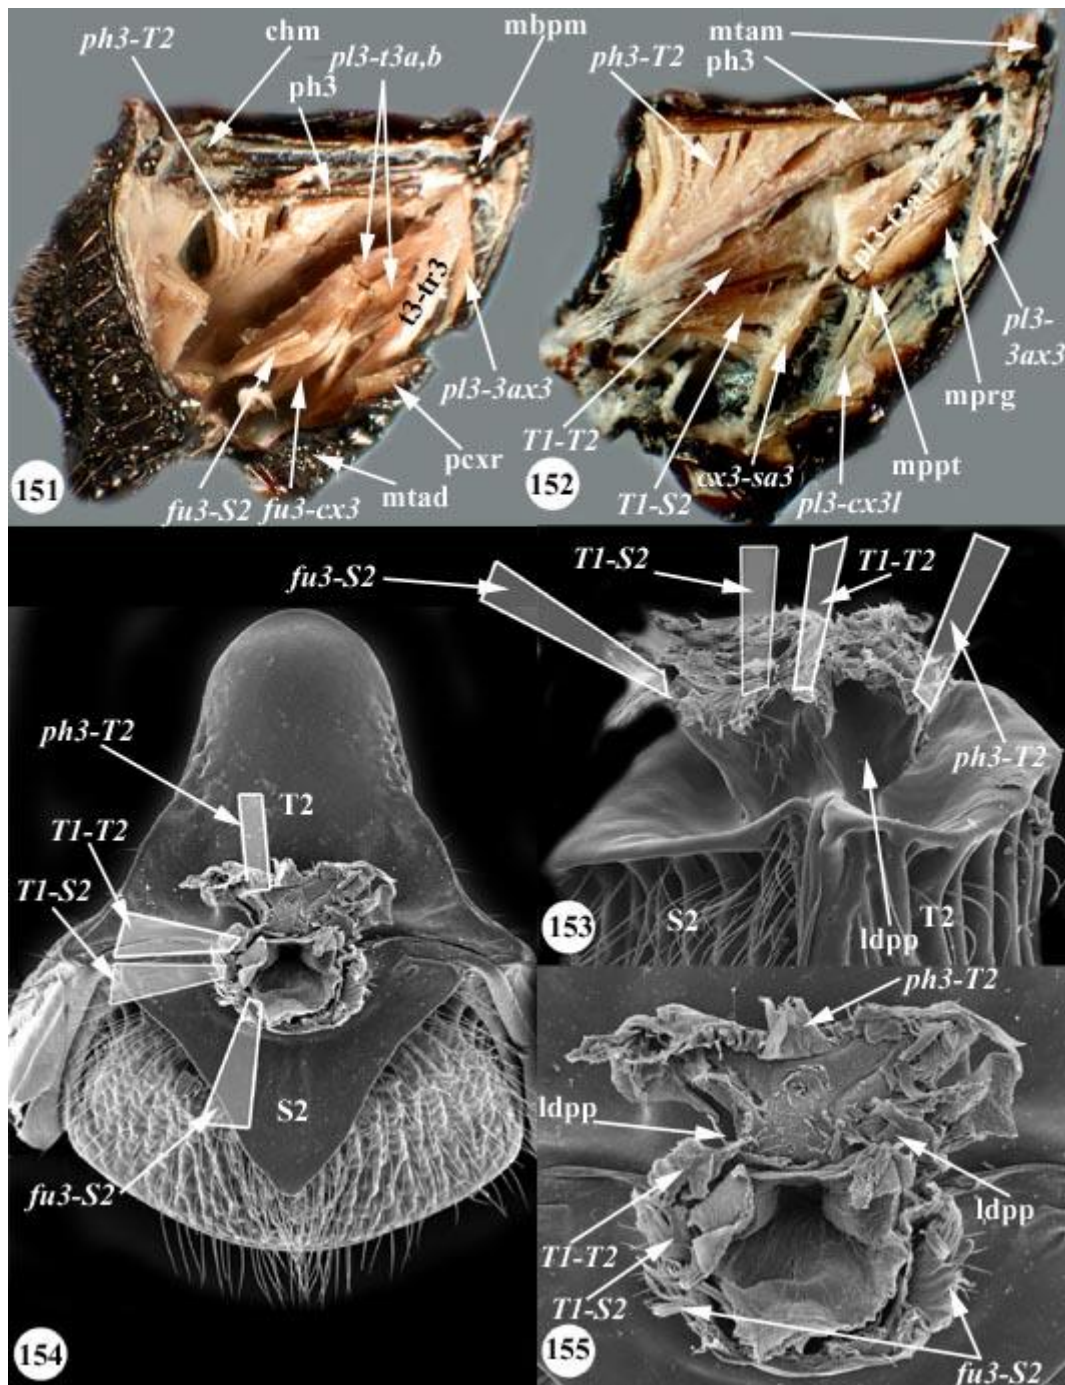 ph3-T2
chm
mbpm
pl3-t3a,b
ph3
t3-tr3
pl3-3ax3
pcxr
mtad
fu3-S2
fu3-cx3
151
mtam
ph3-T2
ph3
pl3-t3a,b
pl3-
3ax3
mprg
mppt
T1-T2
T1-S2
cx3-sa3
pl3-cx3l
152
fu3-S2
T1-S2
T1-T2
ph3-T2
153
S2
T2
ldpp
ph3-T2
T2
T1-T2
T1-S2
S2
fu3-S2
154
ph3-T2
ldpp
ldpp
T1-T2
T1-S2
fu3-S2
155